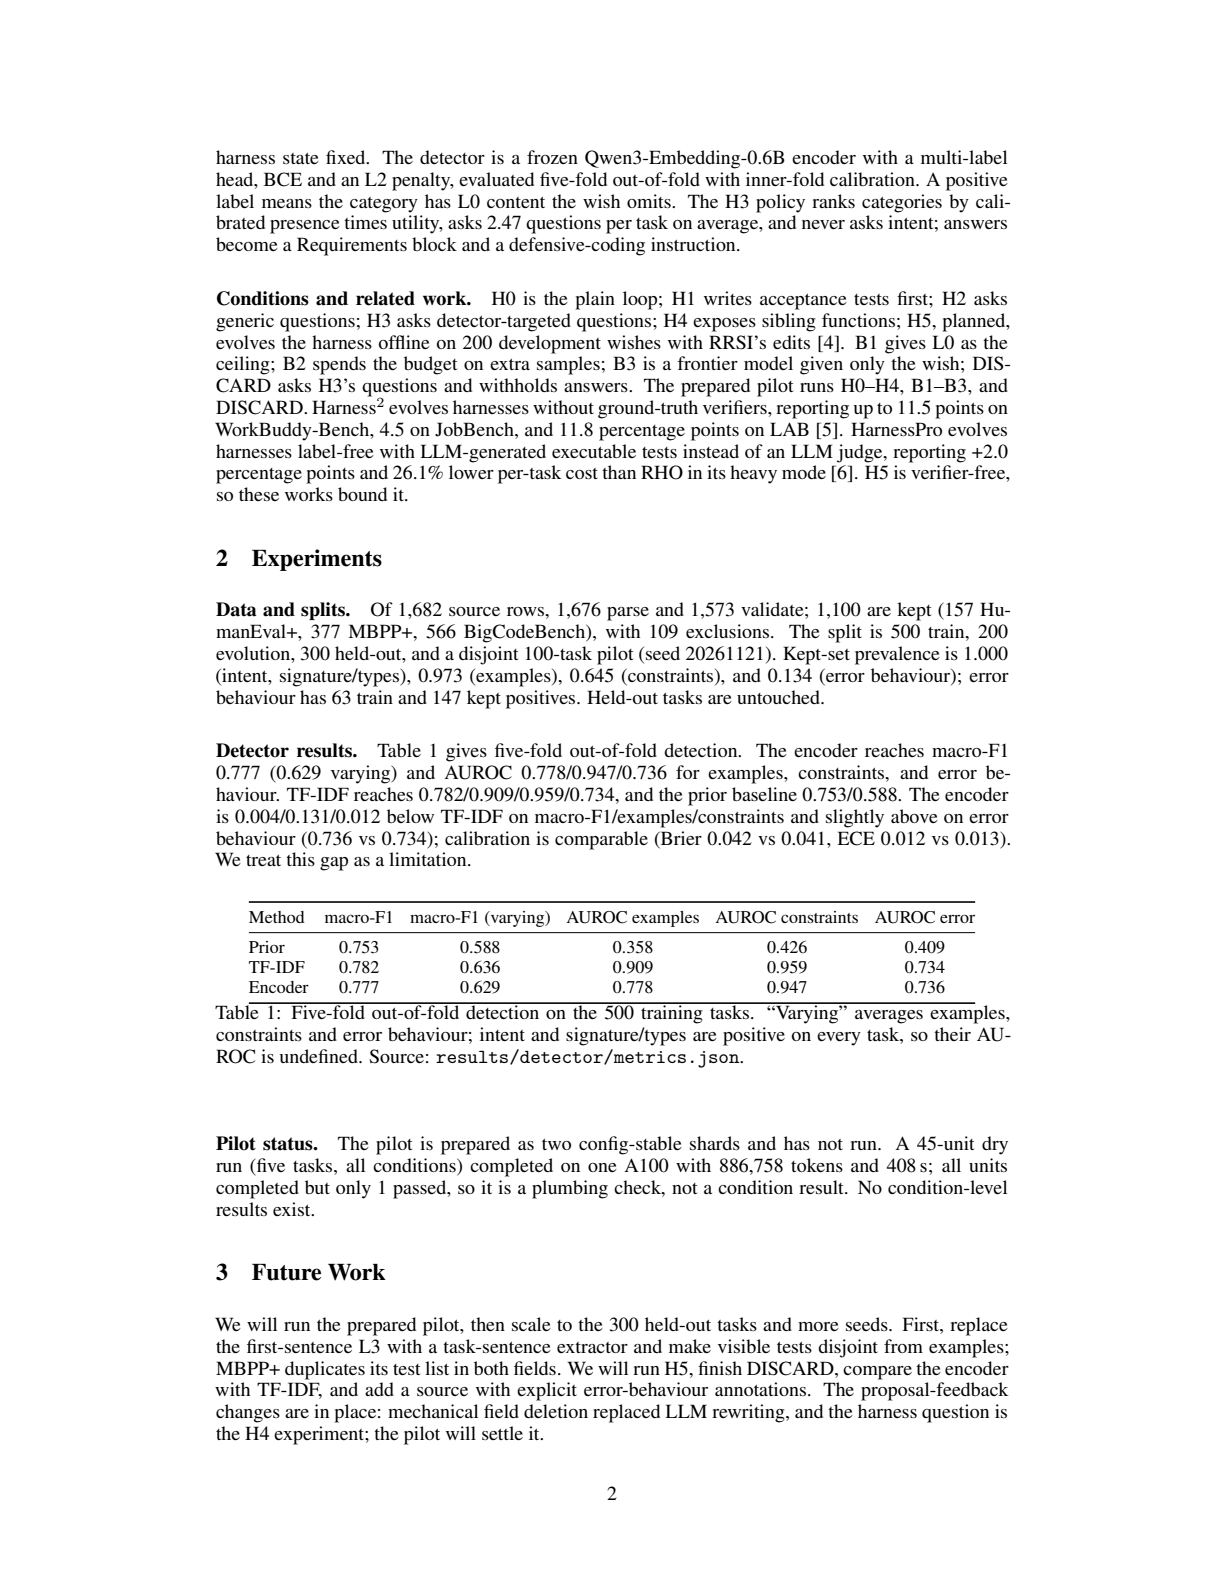 harness state fixed. The detector is a frozen Qwen3-Embedding-0.6B encoder with a multi-label
head, BCE and an L2 penalty, evaluated five-fold out-of-fold with inner-fold calibration. A positive
label means the category has L0 content the wish omits. The H3 policy ranks categories by cali-
brated presence times utility, asks 2.47 questions per task on average, and never asks intent; answers
become a Requirements block and a defensive-coding instruction.
Conditions and related work. H0 is the plain loop; H1 writes acceptance tests first; H2 asks
generic questions; H3 asks detector-targeted questions; H4 exposes sibling functions; H5, planned,
evolves the harness offline on 200 development wishes with RRSI's edits [4]. B1 gives L0 as the
ceiling; B2 spends the budget on extra samples; B3 is a frontier model given only the wish; DIS-
CARD asks H3's questions and withholds answers. The prepared pilot runs H0–H4, B1–B3, and
DISCARD. Harness² evolves harnesses without ground-truth verifiers, reporting up to 11.5 points on
WorkBuddy-Bench, 4.5 on JobBench, and 11.8 percentage points on LAB [5]. HarnessPro evolves
harnesses label-free with LLM-generated executable tests instead of an LLM judge, reporting +2.0
percentage points and 26.1% lower per-task cost than RHO in its heavy mode [6]. H5 is verifier-free,
so these works bound it.
2 Experiments
Data and splits. Of 1,682 source rows, 1,676 parse and 1,573 validate; 1,100 are kept (157 Hu-
manEval+, 377 MBPP+, 566 BigCodeBench), with 109 exclusions. The split is 500 train, 200
evolution, 300 held-out, and a disjoint 100-task pilot (seed 20261121). Kept-set prevalence is 1.000
(intent, signature/types), 0.973 (examples), 0.645 (constraints), and 0.134 (error behaviour); error
behaviour has 63 train and 147 kept positives. Held-out tasks are untouched.
Detector results. Table 1 gives five-fold out-of-fold detection. The encoder reaches macro-F1
0.777 (0.629 varying) and AUROC 0.778/0.947/0.736 for examples, constraints, and error be-
haviour. TF-IDF reaches 0.782/0.909/0.959/0.734, and the prior baseline 0.753/0.588. The encoder
is 0.004/0.131/0.012 below TF-IDF on macro-F1/examples/constraints and slightly above on error
behaviour (0.736 vs 0.734); calibration is comparable (Brier 0.042 vs 0.041, ECE 0.012 vs 0.013).
We treat this gap as a limitation.
Method macro-F1 macro-F1 (varying) AUROC examples AUROC constraints AUROC error
Prior 0.753 0.588 0.358 0.426 0.409
TF-IDF 0.782 0.636 0.909 0.959 0.734
Encoder 0.777 0.629 0.778 0.947 0.736
Table 1: Five-fold out-of-fold detection on the 500 training tasks. “Varying” averages examples,
constraints and error behaviour; intent and signature/types are positive on every task, so their AU-
ROC is undefined. Source: results/detector/metrics.json.
Pilot status. The pilot is prepared as two config-stable shards and has not run. A 45-unit dry
run (five tasks, all conditions) completed on one A100 with 886,758 tokens and 408 s; all units
completed but only 1 passed, so it is a plumbing check, not a condition result. No condition-level
results exist.
3 Future Work
We will run the prepared pilot, then scale to the 300 held-out tasks and more seeds. First, replace
the first-sentence L3 with a task-sentence extractor and make visible tests disjoint from examples;
MBPP+ duplicates its test list in both fields. We will run H5, finish DISCARD, compare the encoder
with TF-IDF, and add a source with explicit error-behaviour annotations. The proposal-feedback
changes are in place: mechanical field deletion replaced LLM rewriting, and the harness question is
the H4 experiment; the pilot will settle it.
2